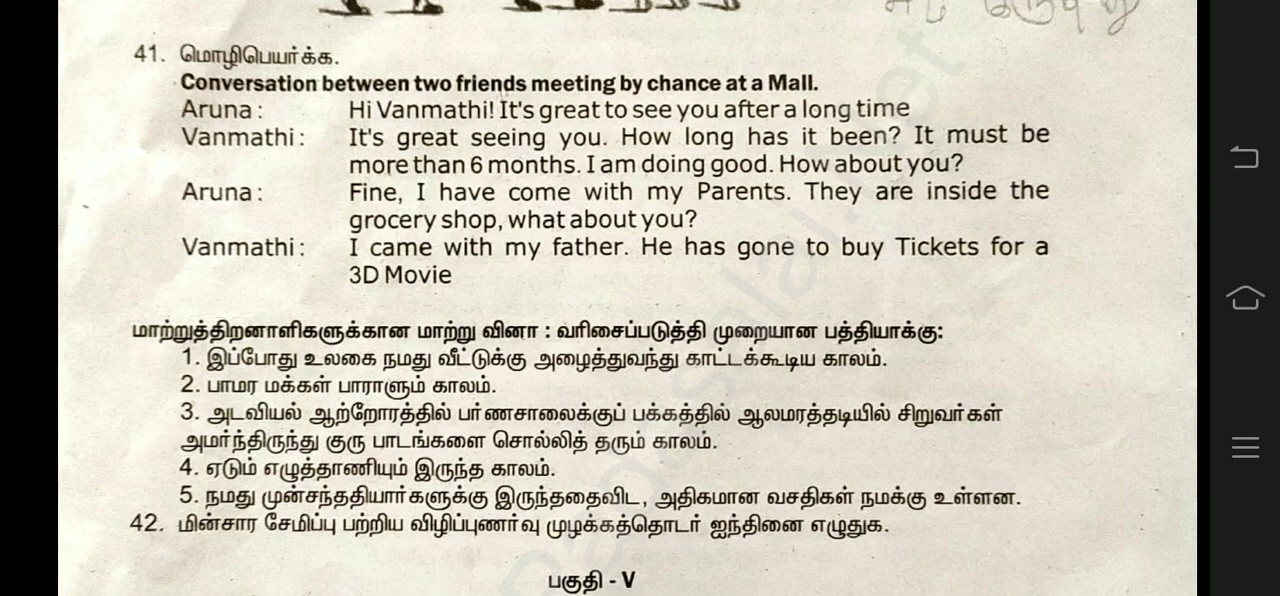 41. மொழிபெயர்க்க.
Conversation between two friends meeting by chance at a Mall.
Aruna : Hi Vanmathi! It's great to see you after a long time
Vanmathi : It's great seeing you. How long has it been? It must be
more than 6 months. I am doing good. How about you?
Aruna : Fine, I have come with my Parents. They are inside the
grocery shop, what about you?
Vanmathi : I came with my father. He has gone to buy Tickets for a
3D Movie
மாற்றுத்திறனாளிகளுக்கான மாற்று வினா : வரிசைப்படுத்தி முறையான பத்தியாக்கு:
1. இப்போது உலகை நமது வீட்டுக்கு அழைத்துவந்து காட்டக்கூடிய காலம்.
2. பாமர மக்கள் பாராளும் காலம்.
3. அடவியல் ஆற்றோரத்தில் பர்ணசாலைக்குப் பக்கத்தில் ஆலமரத்தடியில் சிறுவர்கள்
அமர்ந்திருந்து குரு பாடங்களை சொல்லித் தரும் காலம்.
4. ஏடும் எழுத்தாணியும் இருந்த காலம்.
5. நமது முன்சந்ததியார்களுக்கு இருந்ததைவிட, அதிகமான வசதிகள் நமக்கு உள்ளன.
42. மின்சார சேமிப்பு பற்றிய விழிப்புணர்வு முழக்கத்தொடர் ஐந்தினை எழுதுக.
பகுதி - V